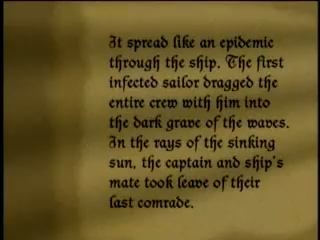 It spread like an epidemic
through the ship. The first
infected sailor dragged the
entire crew with him into
the dark grave of the waves.
In the rays of the sinking
sun, the captain and ship's
mate took leave of their
last comrade.